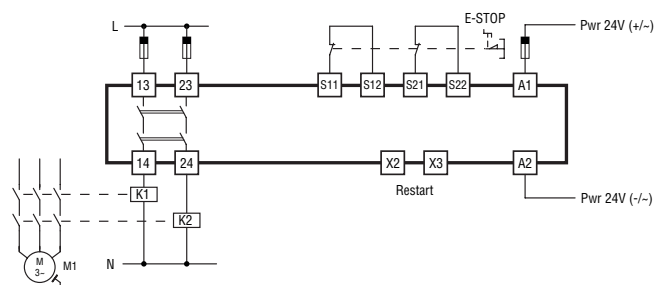 L
E-STOP
Pwr 24V (+/~)
13 23 S11 S12 S21 S22 A1
14 24 X2 X3 A2
Restart
K1
Pwr 24V (-/~)
K2
M
3~
M1
N